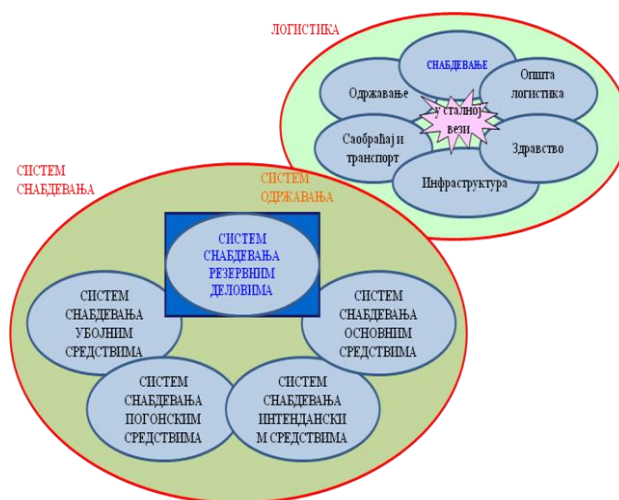 ЛОГИСТИКА
СНАБДЕВАЊЕ
Одржавање
Општа
логистика
у сталној
вези
Саобраћај и
транспорт
Здравство
Инфраструктура
СИСТЕМ
СНАБДЕВАЊА
СИСТЕМ
ОДРЖАВАЊА
СИСТЕМ
СНАБДЕВАЊА
РЕЗЕРВНИМ
ДЕЛОВИМА
СИСТЕМ
СНАБДЕВАЊА
УБОЈНИМ
СРЕДСТВИМА
СИСТЕМ
СНАБДЕВАЊА
ОСНОВНИМ
СРЕДСТВИМА
СИСТЕМ
СНАБДЕВАЊА
ПОГОНСКИМ
СРЕДСТВИМА
СИСТЕМ
СНАБДЕВАЊА
ИНТЕНДАНСКИ
М СРЕДСТВИМА